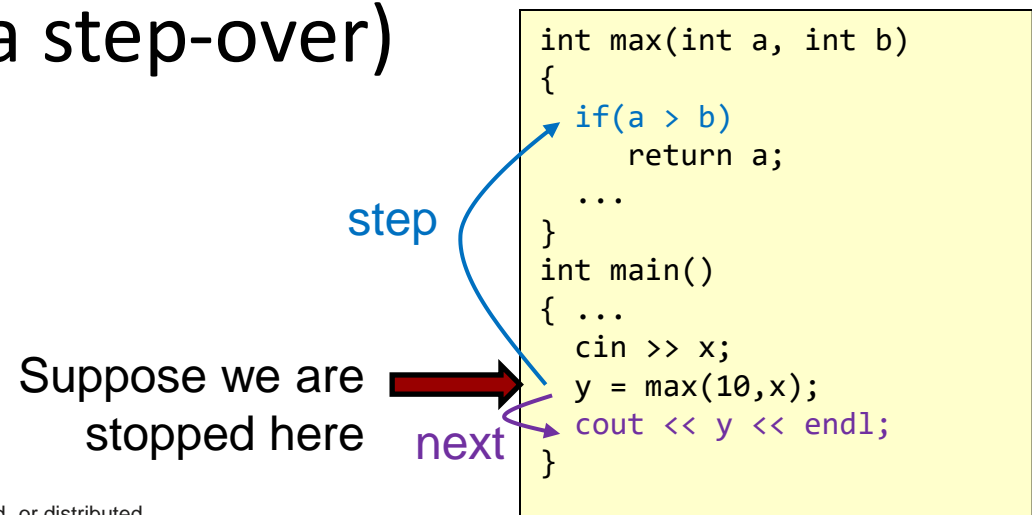 a step-over)
int max(int a, int b)
{
if(a > b)
return a;
...
}
int main()
{ ...
cin >> x;
y = max(10,x);
cout << y << endl;
}
step
Suppose we are
stopped here
next
or distributed